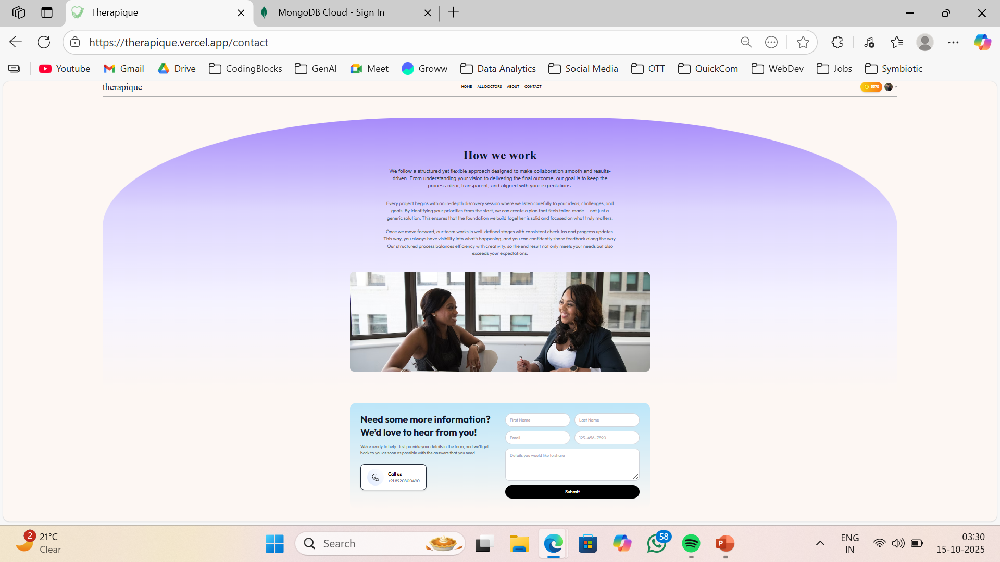 Therapique
MongoDB Cloud - Sign In
https://therapique.vercel.app/contact
Youtube
Gmail
Drive
CodingBlocks
GenAI
Meet
Groww
Data Analytics
Social Media
OTT
QuickCom
WebDev
Jobs
Symbiotic
therapique
HOME
ALL DOCTORS
ABOUT
CONTACT
5370
How we work
We follow a structured yet flexible approach designed to make collaboration smooth and results-
driven. From understanding your vision to delivering the final outcome, our goal is to keep the
process clear, transparent, and aligned with your expectations.
Every project begins with an in-depth discovery session where we listen carefully to your ideas, challenges, and
goals. By identifying your priorities from the start, we can create a plan that feels tailor-made — not just a
generic solution. This ensures that the foundation we build together is solid and focused on what truly matters.
Once we move forward, our team works in well-defined stages with consistent check-ins and progress updates.
This way, you always have visibility into what's happening, and you can confidently share feedback along the way.
Our structured process balances efficiency with creativity, so the end result not only meets your needs but also
exceeds your expectations.
Need some more information?
We'd love to hear from you!
We're ready to help. Just provide your details in the form, and we'll get
back to you as soon as possible with the answers that you need.
Call us
+91 8920800490
First Name
Last Name
Email
123-456-7890
Details you would like to share
Submit
2
21°C
Clear
Search
58
P
ENG
IN
03:30
15-10-2025